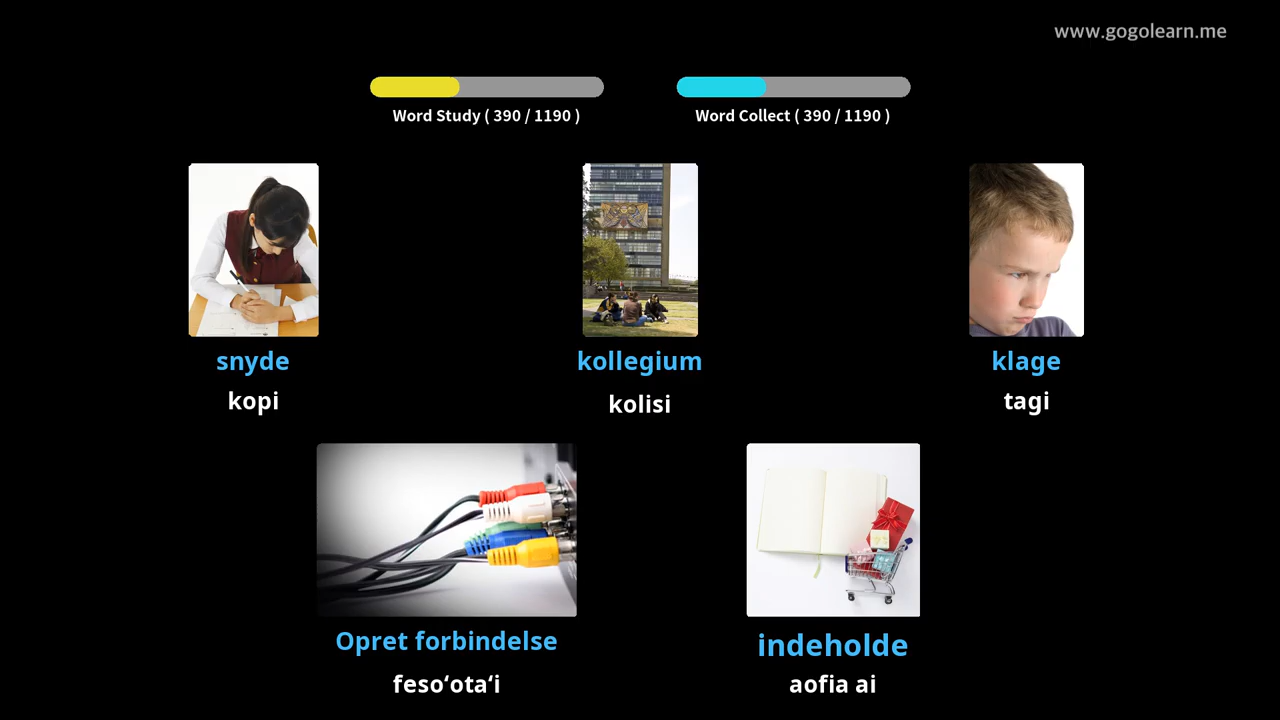 www.gogolearn.me
Word Study ( 390 / 1190 )
Word Collect ( 390 / 1190 )
snyde
kollegium
klage
kopi
kolisi
tagi
Opret forbindelse
indeholde
fesoʻotaʻi
aofia ai